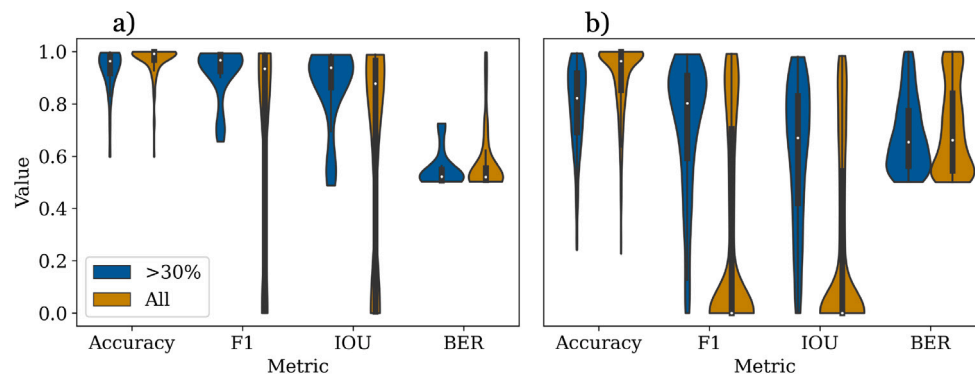 a)
b)
1.0
0.8
0.6
0.4
0.2
0.0
Value
>30%
All
Accuracy F1 IOU BER
Metric
Accuracy F1 IOU BER
Metric